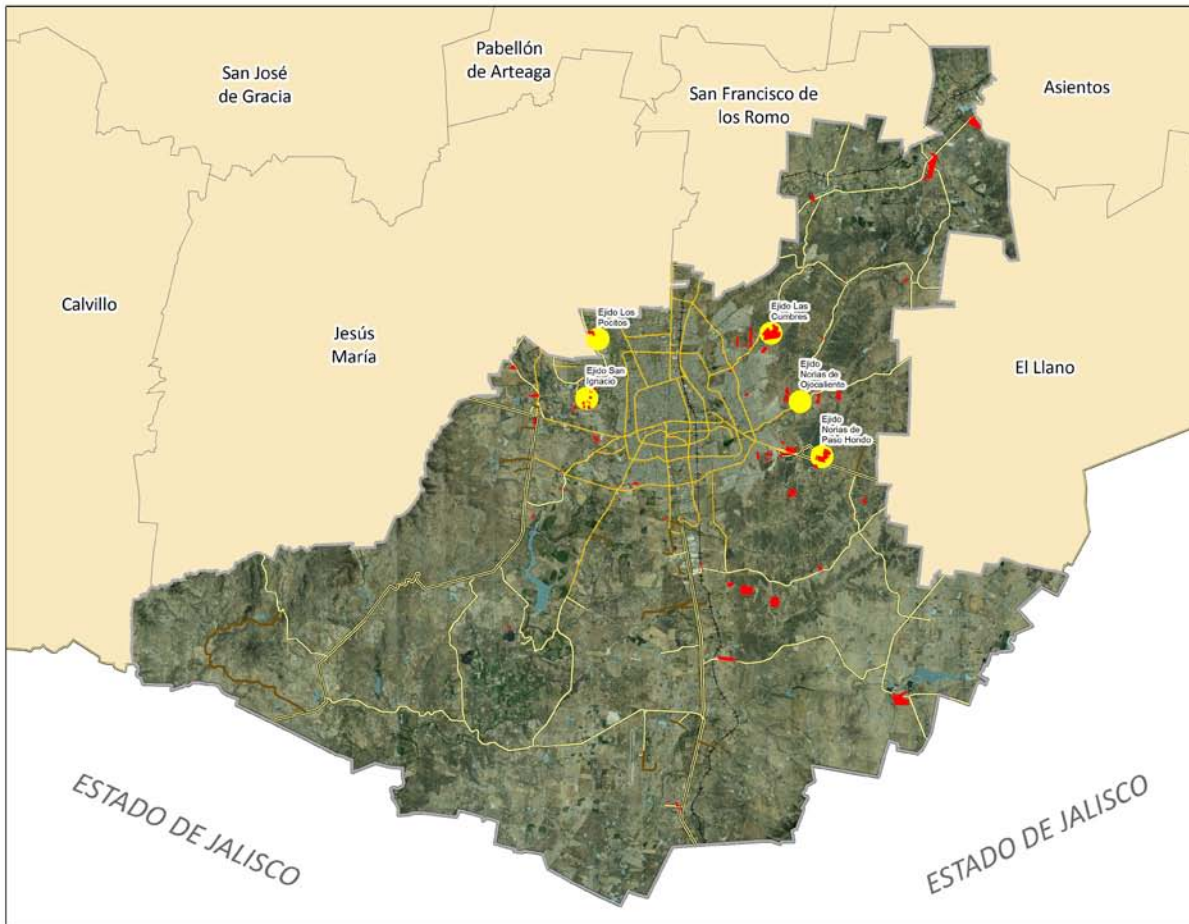 Pabellón
de Arteaga
San José
de Gracia
San Francisco de
los Romo
Asientos
Calvillo
Jesús
María
Ejido Los
Pocitos
Ejido Las
Cumbres
El Llano
Ejido San
Ignacio
Ejido
Norias de
Ojocaliente
Ejido
Norias de
Paso Hondo
ESTADO DE JALISCO
ESTADO DE JALISCO